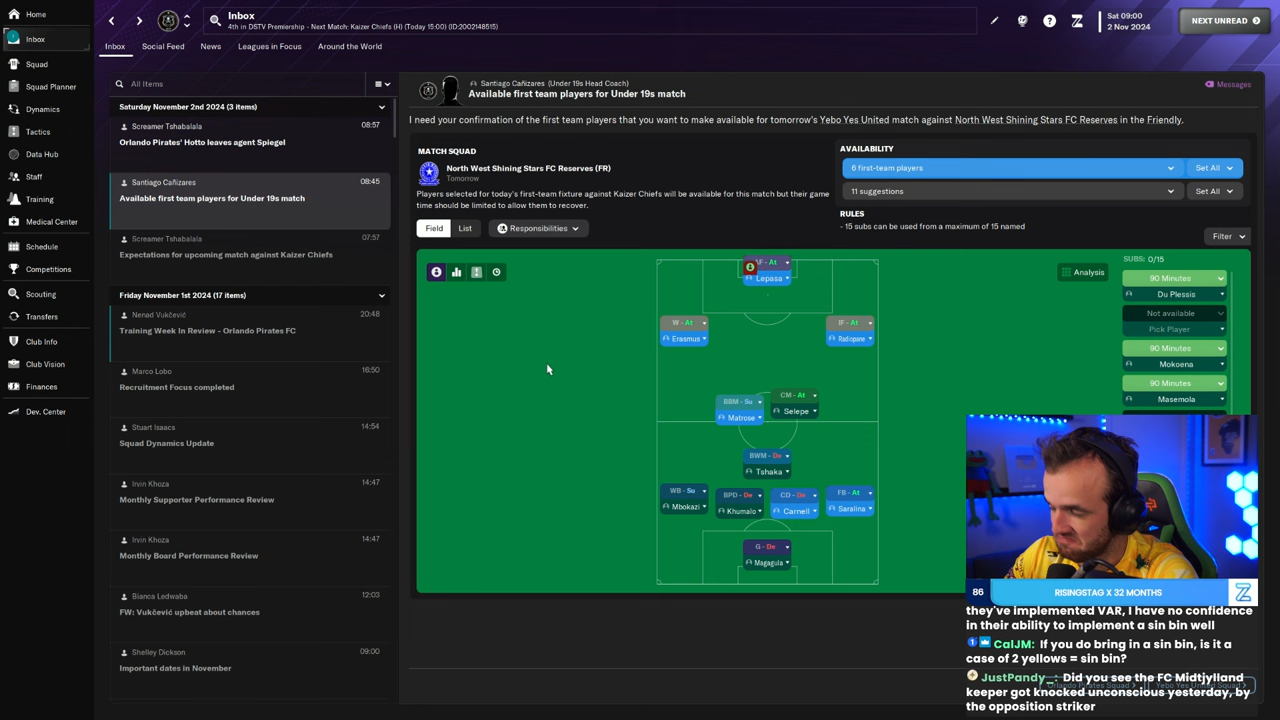 Home
Inbox
Squad
Squad Planner
Dynamics
Tactics
Data Hub
Staff
Training
Medical Center
Schedule
Competitions
Scouting
Transfers
Club Info
Club Vision
Finances
Dev. Center
Inbox
4th in DSTV Premiership - Next Match: Kaizer Chiefs (H) (Today 15:00) (ID:2002148515)
Sat 09:00
2 Nov 2024
NEXT UNREAD
Inbox
Social Feed
News
Leagues in Focus
Around the World
All Items
Saturday November 2nd 2024 (3 items)
Screamer Tshabalala 08:57
Orlando Pirates' Hotto leaves agent Spiegel
Santiago Cañizares 08:45
Available first team players for Under 19s match
Screamer Tshabalala 07:57
Expectations for upcoming match against Kaizer Chiefs
Friday November 1st 2024 (17 items)
Nenad Vukčević 20:48
Training Week In Review - Orlando Pirates FC
Marco Lobo 16:50
Recruitment Focus completed
Stuart Isaacs 14:54
Squad Dynamics Update
Irvin Khoza 14:47
Monthly Supporter Performance Review
Irvin Khoza 14:47
Monthly Board Performance Review
Bianca Ledwaba 12:03
FW: Vukčević upbeat about chances
Shelley Dickson 09:00
Important dates in November
Santiago Cañizares (Under 19s Head Coach)
Available first team players for Under 19s match
Messages
I need your confirmation of the first team players that you want to make available for tomorrow's Yebo Yes United match against North West Shining Stars FC Reserves in the Friendly.
MATCH SQUAD
North West Shining Stars FC Reserves (FR)
Tomorrow
Players selected for today's first-team fixture against Kaizer Chiefs will be available for this match but their game
time should be limited to allow them to recover.
AVAILABILITY
6 first-team players
Set All
11 suggestions
Set All
RULES
- 15 subs can be used from a maximum of 15 named
Field
List
Responsibilities
Filter
Analysis
AF - At
Lepasa
W - At
Erasmus
IF - At
Radiopane
BBM - Su
Matrose
CM - At
Selepe
BWM - De
Tshaka
WB - Su
Mbokazi
BPD - De
Khumalo
CD - De
Carnell
FB - At
Saralina
G - De
Magagula
SUBS: 0/15
90 Minutes
Du Plessis
Not available
Pick Player
90 Minutes
Mokoena
90 Minutes
Masemola
86
RISINGSTAG X 32 MONTHS
Z
they've implemented VAR, I have no confidence
in their ability to implement a sin bin well
1 CalJM: If you do bring in a sin bin, is it a
case of 2 yellows = sin bin?
JustPandy_: Did you see the FC Midtjylland
keeper got knocked unconscious yesterday, by
the opposition striker
Orlando Pirates Squad
Yebo Yes United Squad